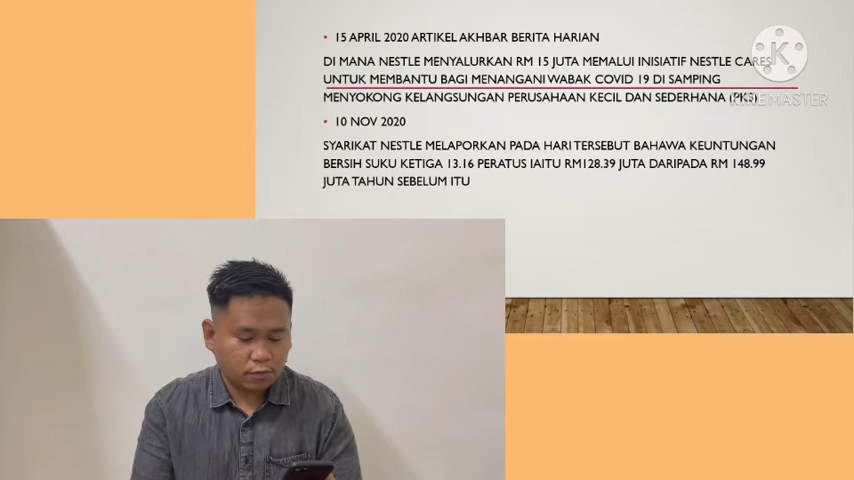 • 15 APRIL 2020 ARTIKEL AKHBAR BERITA HARIAN
DI MANA NESTLE MENYALURKAN RM 15 JUTA MEMALUI INISIATIF NESTLE CARES
UNTUK MEMBANTU BAGI MENANGANI WABAK COVID 19 DI SAMPING
MENYOKONG KELANGSUNGAN PERUSAHAAN KECIL DAN SEDERHANA (PKS)
• 10 NOV 2020
SYARIKAT NESTLE MELAPORKAN PADA HARI TERSEBUT BAHAWA KEUNTUNGAN
BERSIH SUKU KETIGA 13.16 PERATUS IAITU RM128.39 JUTA DARIPADA RM 148.99
JUTA TAHUN SEBELUM ITU
K
KINEMASTER